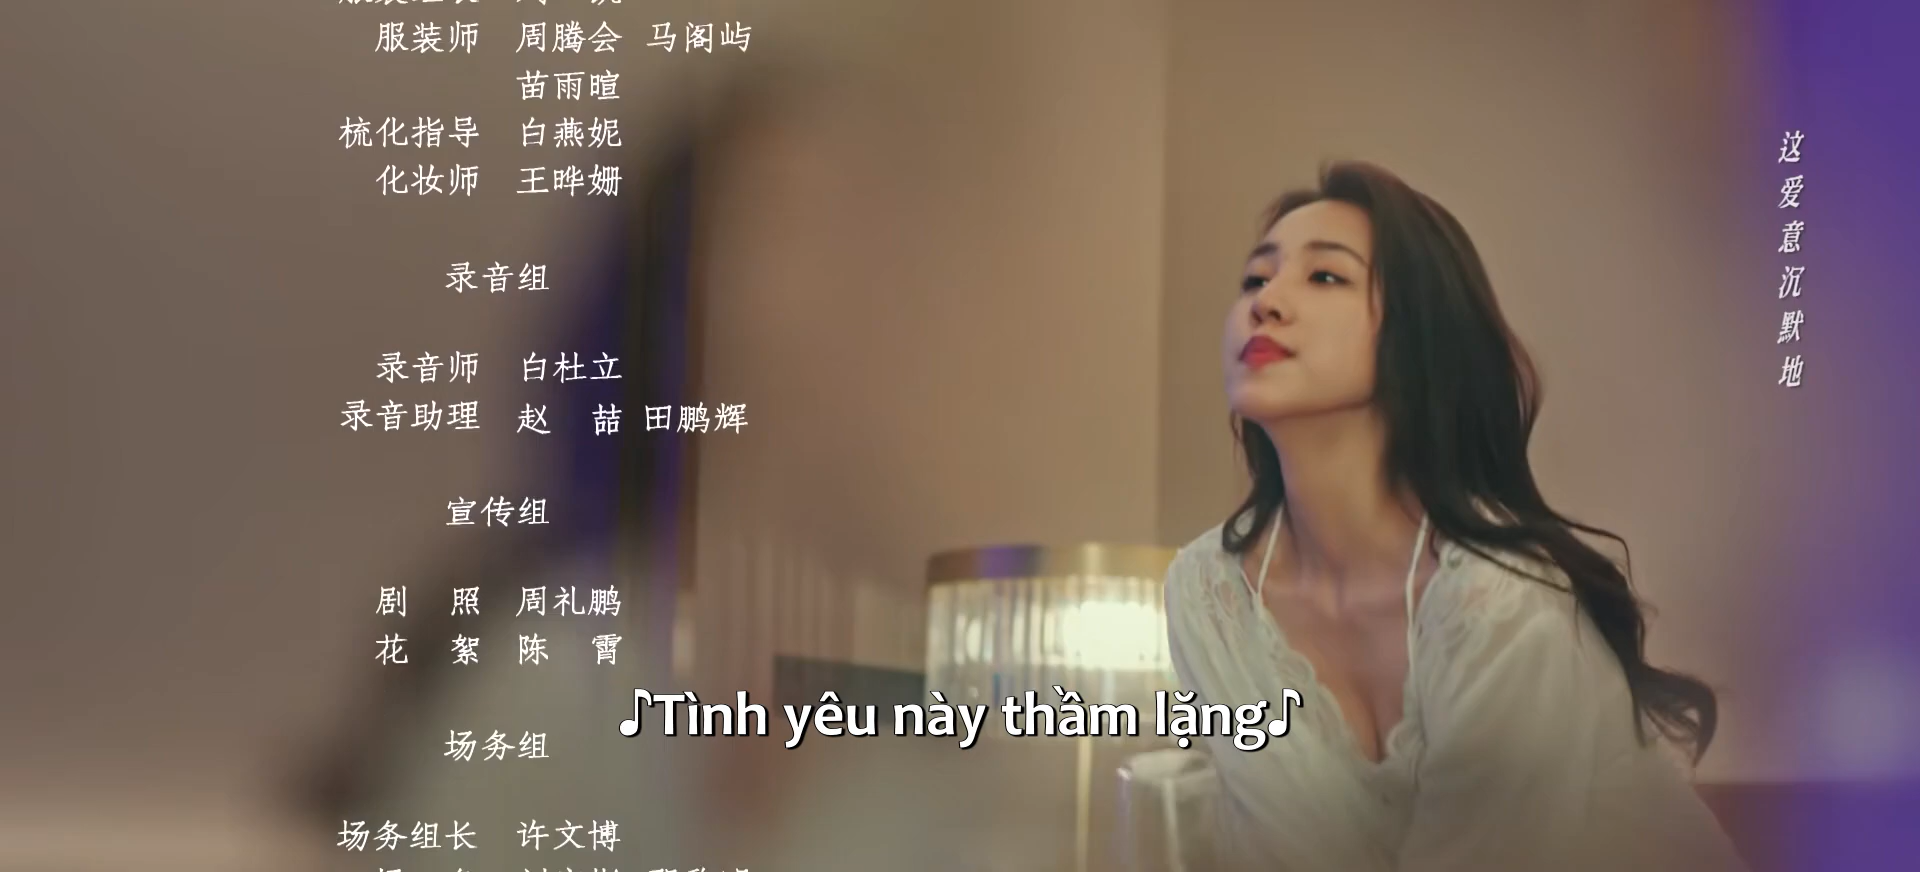 服装师 周腾会 马阁屿
苗雨暄
梳化指导 白燕妮
化妆师 王晔姗
录音组
录音师 白杜立
录音助理 赵喆 田鹏辉
宣传组
剧照 周礼鹏
花絮 陈霄
场务组
场务组长 许文博
这爱意沉默地
♪Tình yêu này thầm lặng♪